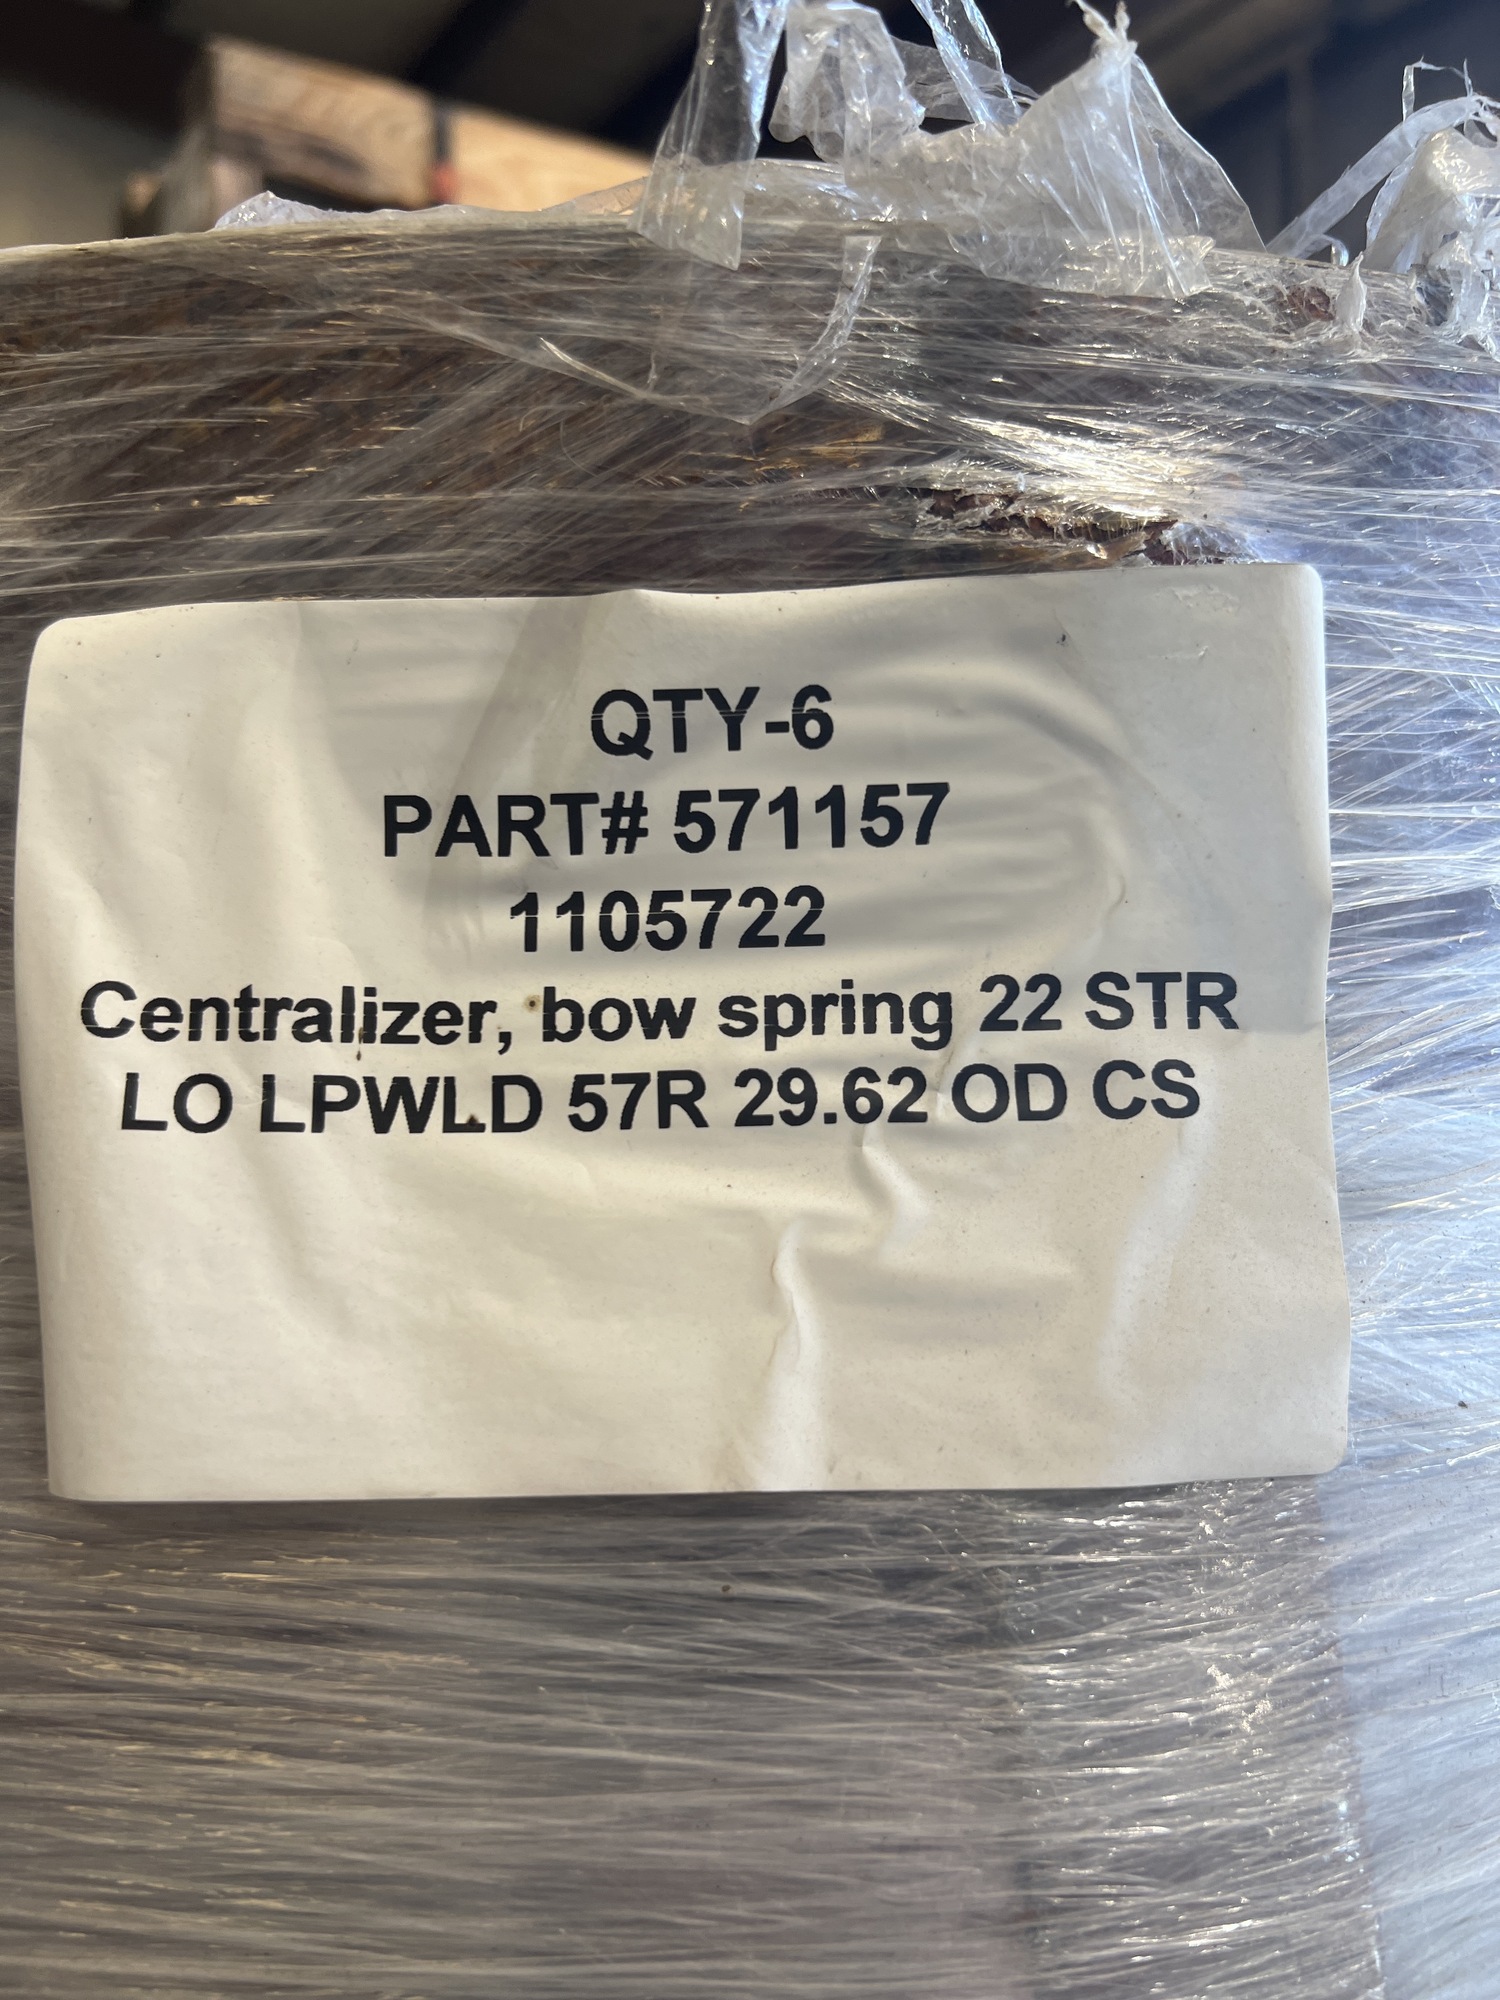 QTY-6
PART# 571157
1105722
Centralizer, bow spring 22 STR
LO LPWLD 57R 29.62 OD CS